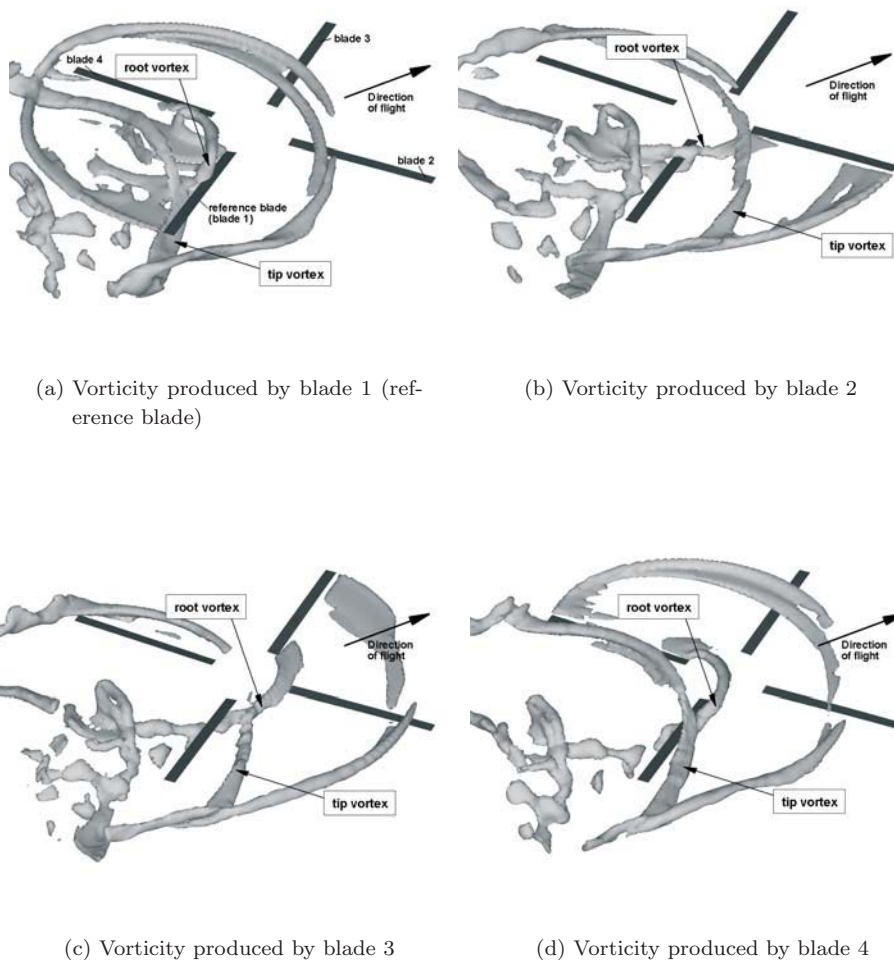 blade 3
blade 4
root vortex
Direction
of flight
blade 2
reference blade
(blade 1)
tip vortex
root vortex
Direction
of flight
tip vortex
(a) Vorticity produced by blade 1 (ref-
erence blade)
(b) Vorticity produced by blade 2
root vortex
Direction
of flight
tip vortex
root vortex
Direction
of flight
tip vortex
(c) Vorticity produced by blade 3
(d) Vorticity produced by blade 4